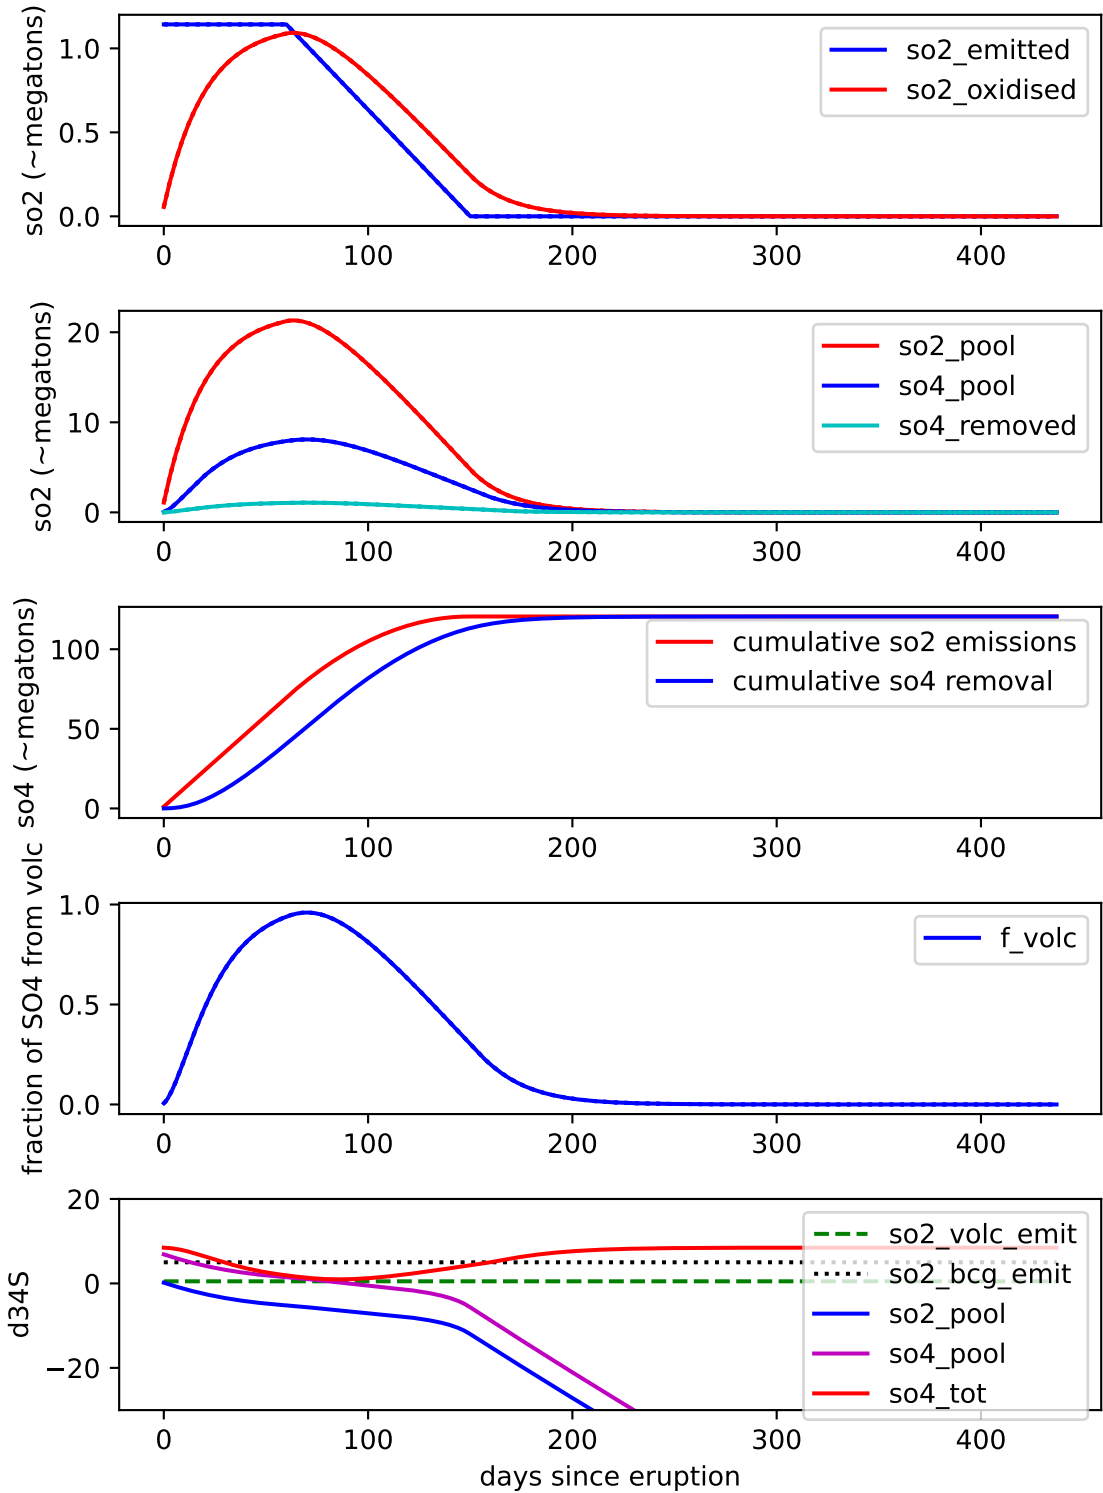 so2 (~megatons)
1.0
0.5
0.0
so2_emitted
so2_oxidised
0 100 200 300 400
so2 (~megatons)
20
10
0
so2_pool
so4_pool
so4_removed
0 100 200 300 400
so4 (~megatons)
100
50
0
cumulative so2 emissions
cumulative so4 removal
0 100 200 300 400
fraction of SO4 from volc
1.0
0.5
0.0
f_volc
0 100 200 300 400
d34S
20
0
−20
so2_volc_emit
so2_bcg_emit
so2_pool
so4_pool
so4_tot
0 100 200 300 400
days since eruption